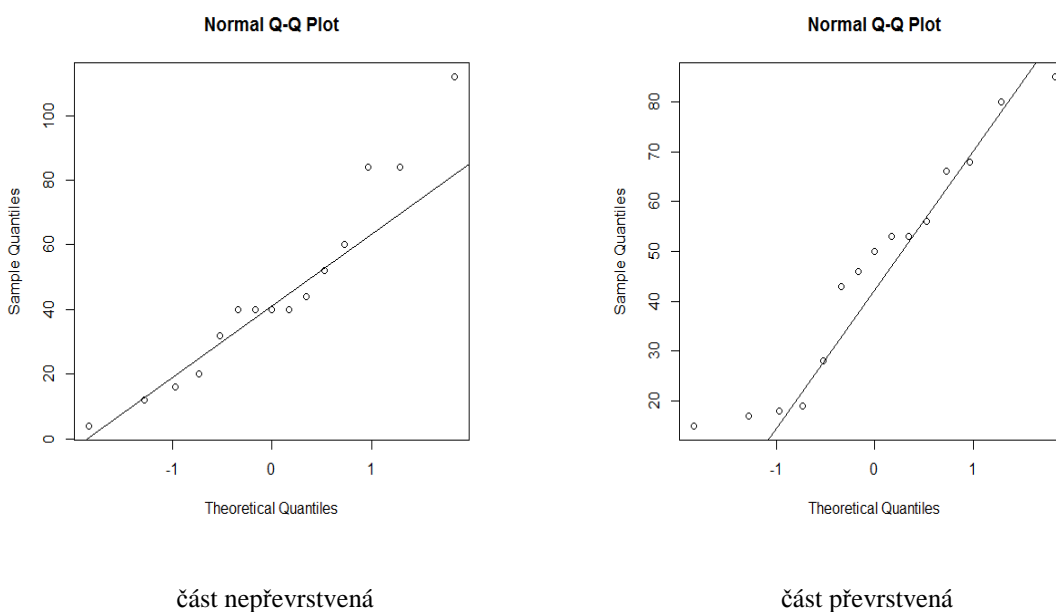 Normal Q-Q Plot
Sample Quantiles
0 20 40 60 80 100
-1 0 1
Theoretical Quantiles
část nepřevrstvená
Normal Q-Q Plot
Sample Quantiles
20 30 40 50 60 70 80
-1 0 1
Theoretical Quantiles
část převrstvená